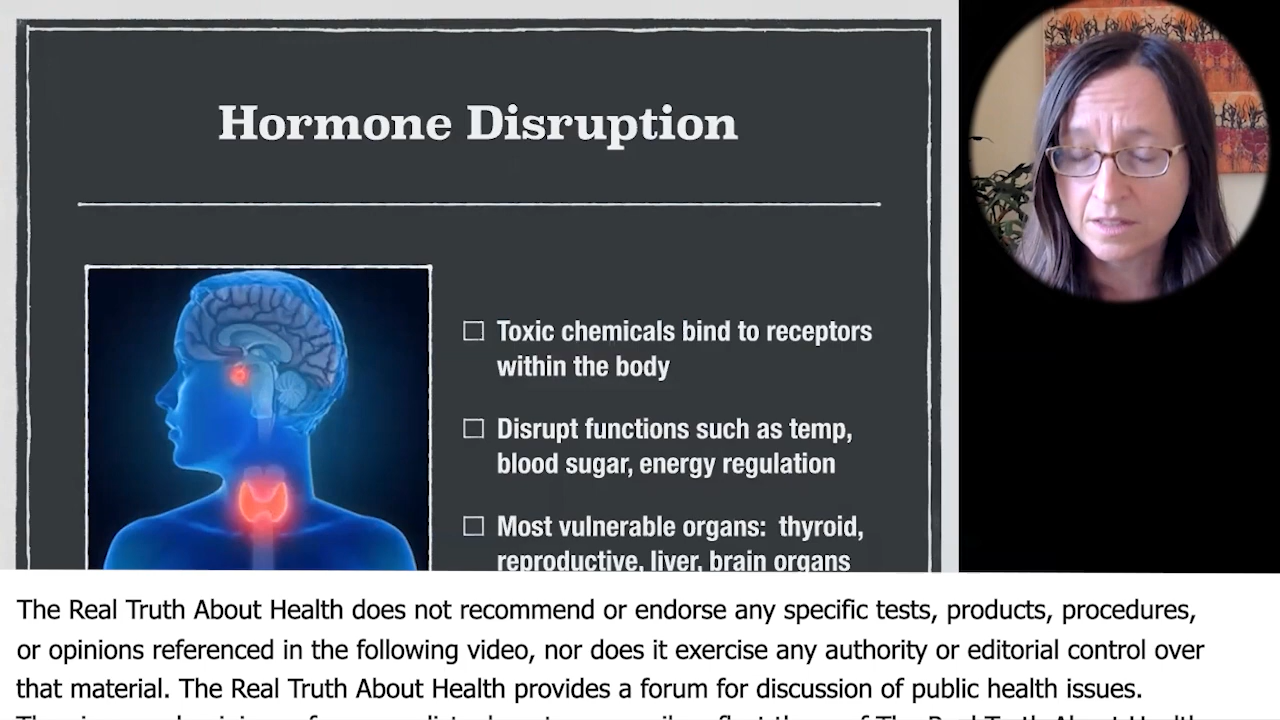 Hormone Disruption
Toxic chemicals bind to receptors
within the body
Disrupt functions such as temp,
blood sugar, energy regulation
Most vulnerable organs: thyroid,
reproductive, liver, brain organs
The Real Truth About Health does not recommend or endorse any specific tests, products, procedures,
or opinions referenced in the following video, nor does it exercise any authority or editorial control over
that material. The Real Truth About Health provides a forum for discussion of public health issues.